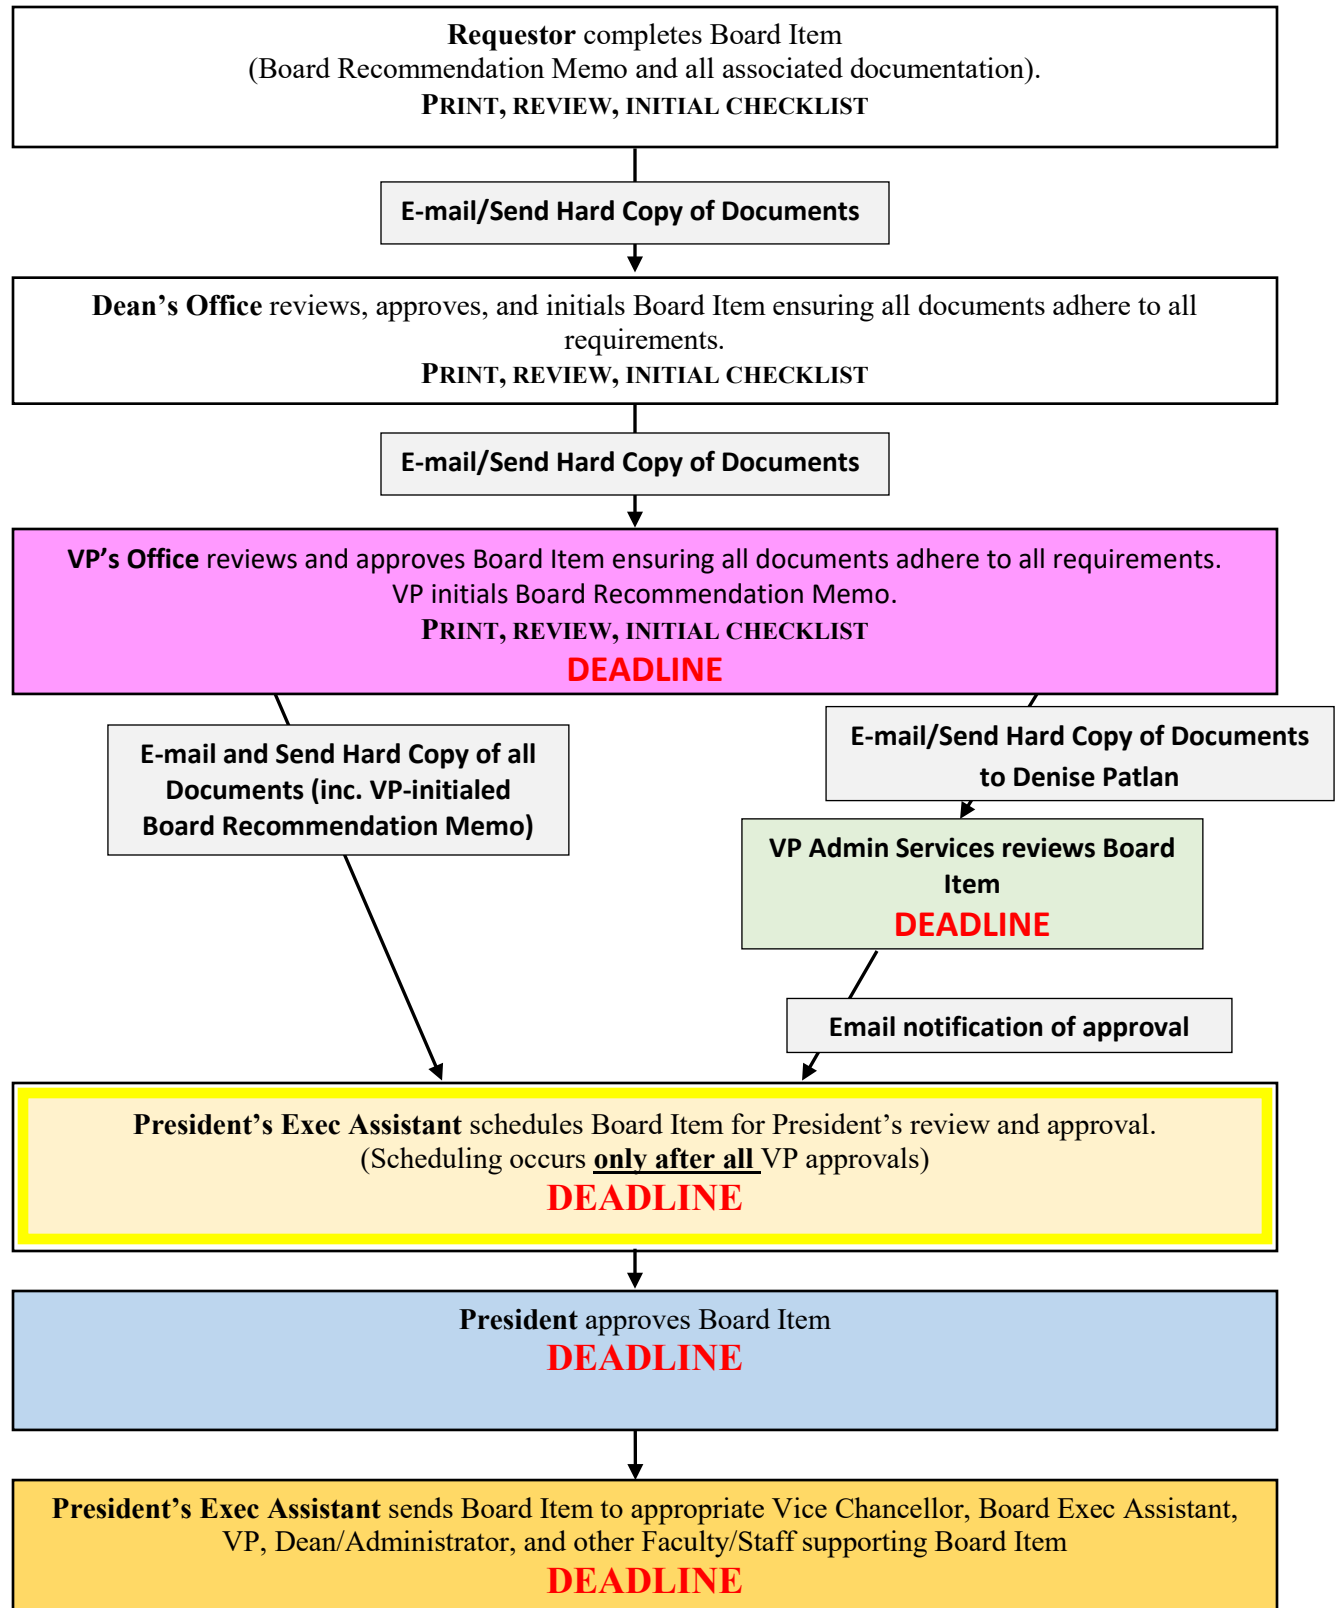 Requestor completes Board Item
(Board Recommendation Memo and all associated documentation).
PRINT, REVIEW, INITIAL CHECKLIST
E-mail/Send Hard Copy of Documents
Dean’s Office reviews, approves, and initials Board Item ensuring all documents adhere to all
requirements.
PRINT, REVIEW, INITIAL CHECKLIST
E-mail/Send Hard Copy of Documents
VP’s Office reviews and approves Board Item ensuring all documents adhere to all requirements.
VP initials Board Recommendation Memo.
PRINT, REVIEW, INITIAL CHECKLIST
DEADLINE
E-mail and Send Hard Copy of all
Documents (inc. VP-initialed
Board Recommendation Memo)
E-mail/Send Hard Copy of Documents
to Denise Patlan
VP Admin Services reviews Board
Item
DEADLINE
Email notification of approval
President’s Exec Assistant schedules Board Item for President’s review and approval.
(Scheduling occurs only after all VP approvals)
DEADLINE
President approves Board Item
DEADLINE
President’s Exec Assistant sends Board Item to appropriate Vice Chancellor, Board Exec Assistant,
VP, Dean/Administrator, and other Faculty/Staff supporting Board Item
DEADLINE